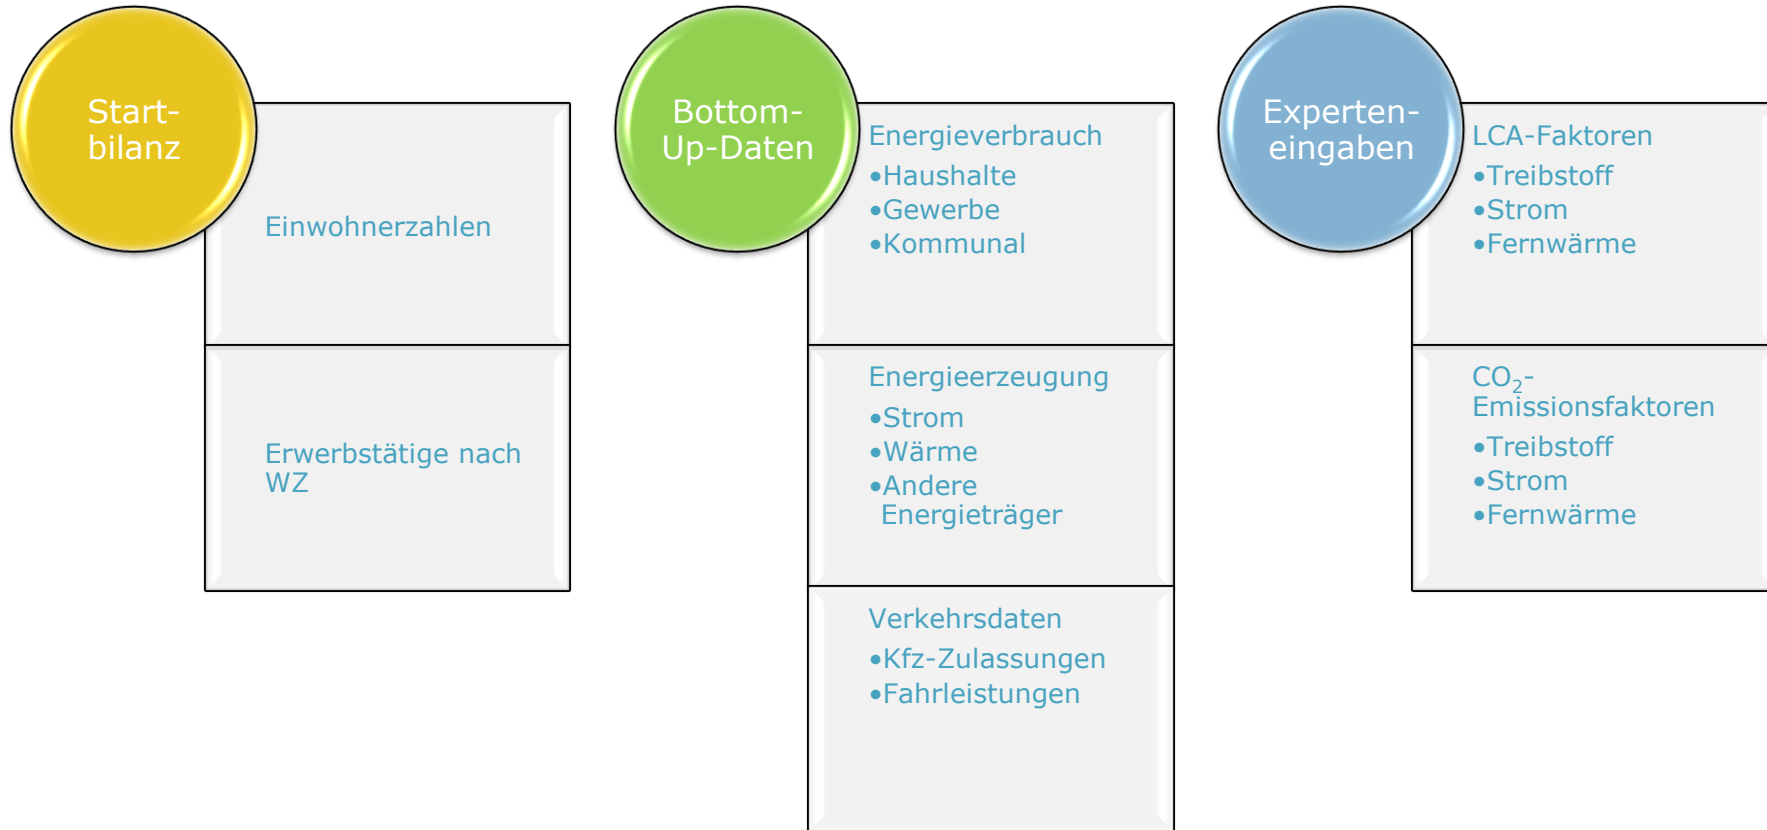 Start-
bilanz
Einwohnerzahlen
Erwerbstätige nach
WZ
Bottom-
Up-Daten
Energieverbrauch
•Haushalte
•Gewerbe
•Kommunal
Energieerzeugung
•Strom
•Wärme
•Andere
Energieträger
Verkehrsdaten
•Kfz-Zulassungen
•Fahrleistungen
Experten-
eingaben
LCA-Faktoren
•Treibstoff
•Strom
•Fernwärme
CO₂-
Emissionsfaktoren
•Treibstoff
•Strom
•Fernwärme